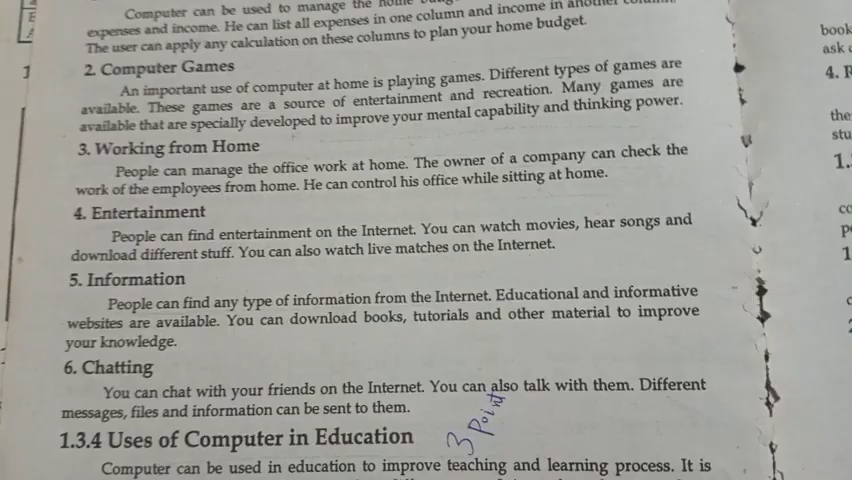 Computer can be used to manage the home
expenses and income. He can list all expenses in one column and income in another
The user can apply any calculation on these columns to plan your home budget.
2. Computer Games
An important use of computer at home is playing games. Different types of games are
available. These games are a source of entertainment and recreation. Many games are
available that are specially developed to improve your mental capability and thinking power.
3. Working from Home
People can manage the office work at home. The owner of a company can check the
work of the employees from home. He can control his office while sitting at home.
4. Entertainment
People can find entertainment on the Internet. You can watch movies, hear songs and
download different stuff. You can also watch live matches on the Internet.
5. Information
People can find any type of information from the Internet. Educational and informative
websites are available. You can download books, tutorials and other material to improve
your knowledge.
6. Chatting
You can chat with your friends on the Internet. You can also talk with them. Different
messages, files and information can be sent to them.
1.3.4 Uses of Computer in Education
3 Point
Computer can be used in education to improve teaching and learning process. It is
book
ask
4.
the
stu
1.